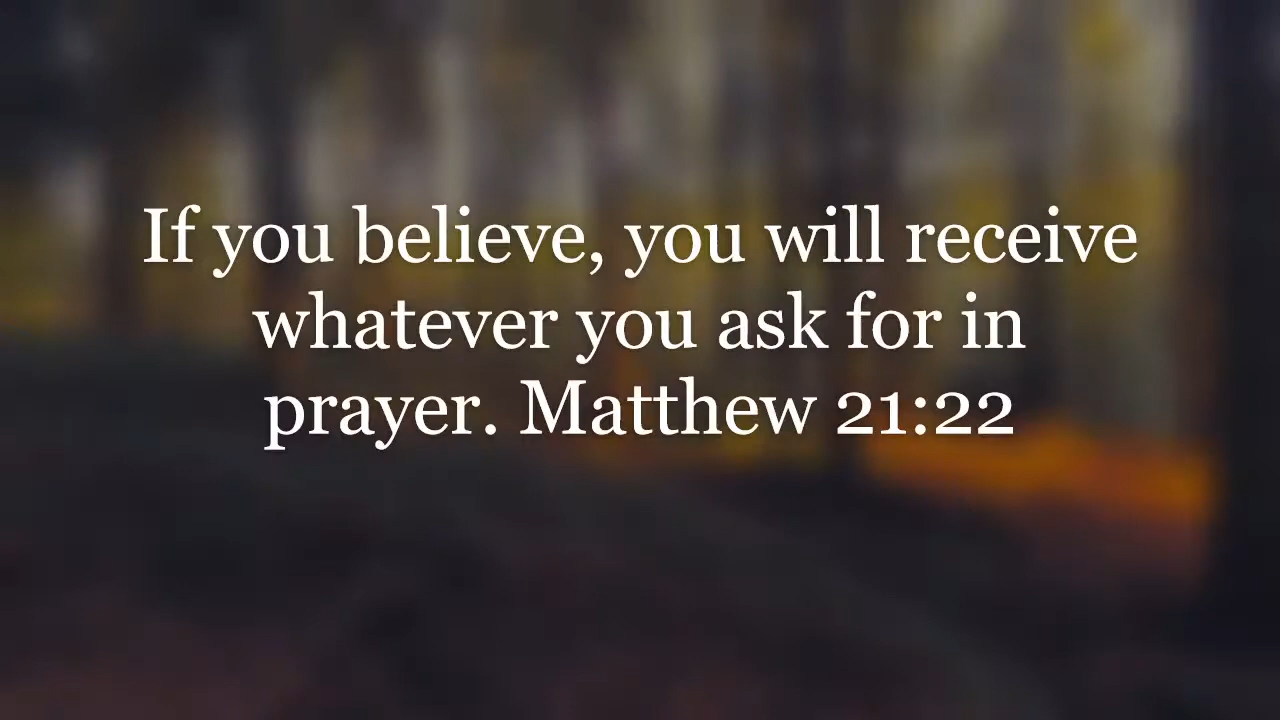 If you believe, you will receive
whatever you ask for in
prayer. Matthew 21:22